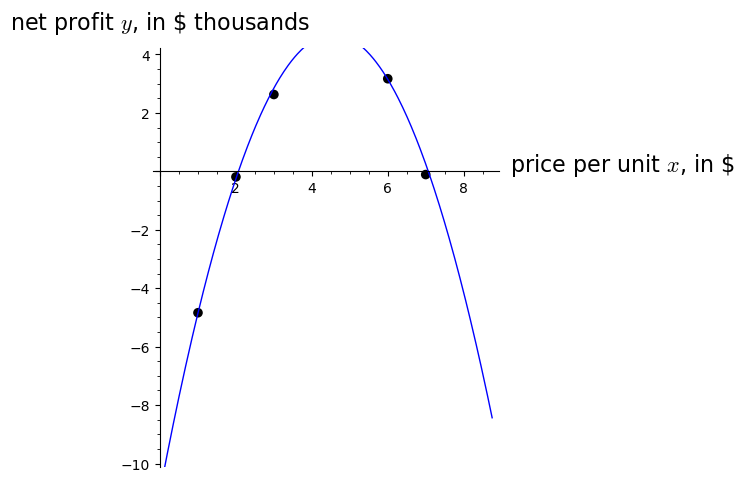 net profit y, in $ thousands
4
2
price per unit x, in $
2 4 6 8
−2
−4
−6
−8
−10